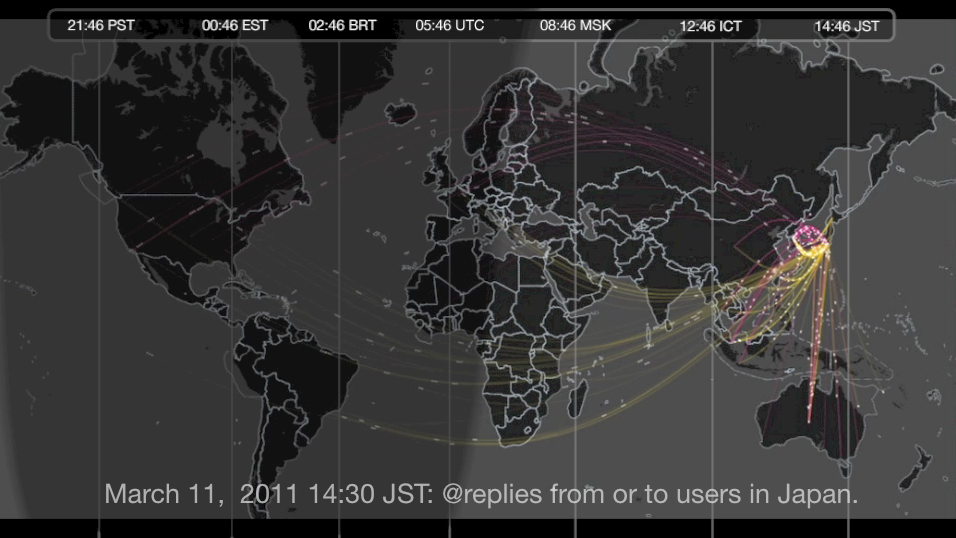 21:46 PST 00:46 EST 02:46 BRT 05:46 UTC 08:46 MSK 12:46 ICT 14:46 JST
March 11, 2011 14:30 JST: @replies from or to users in Japan.